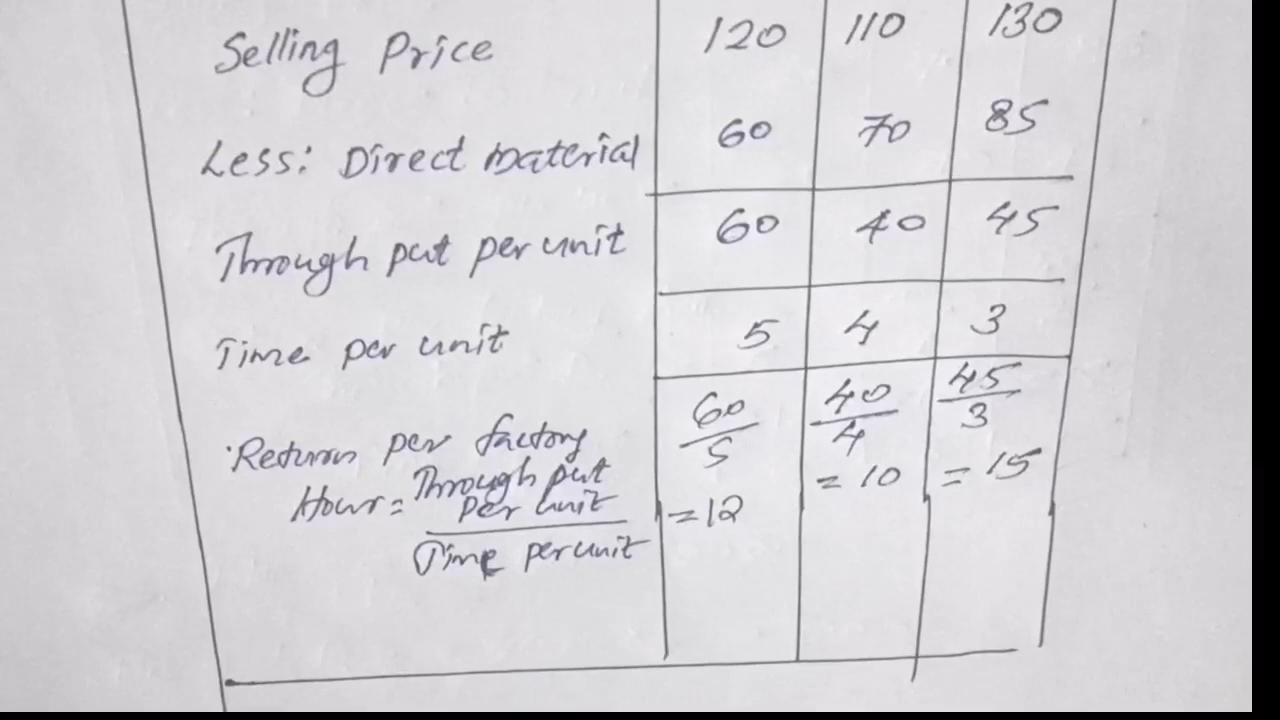 Selling Price 120 110 130
Less: Direct material 60 70 85
Through put per unit 60 40 45
Time per unit 5 4 3
Return per factory 60/5 40/4 45/3
Hour = Through put per unit / Time per unit = 12 = 10 = 15